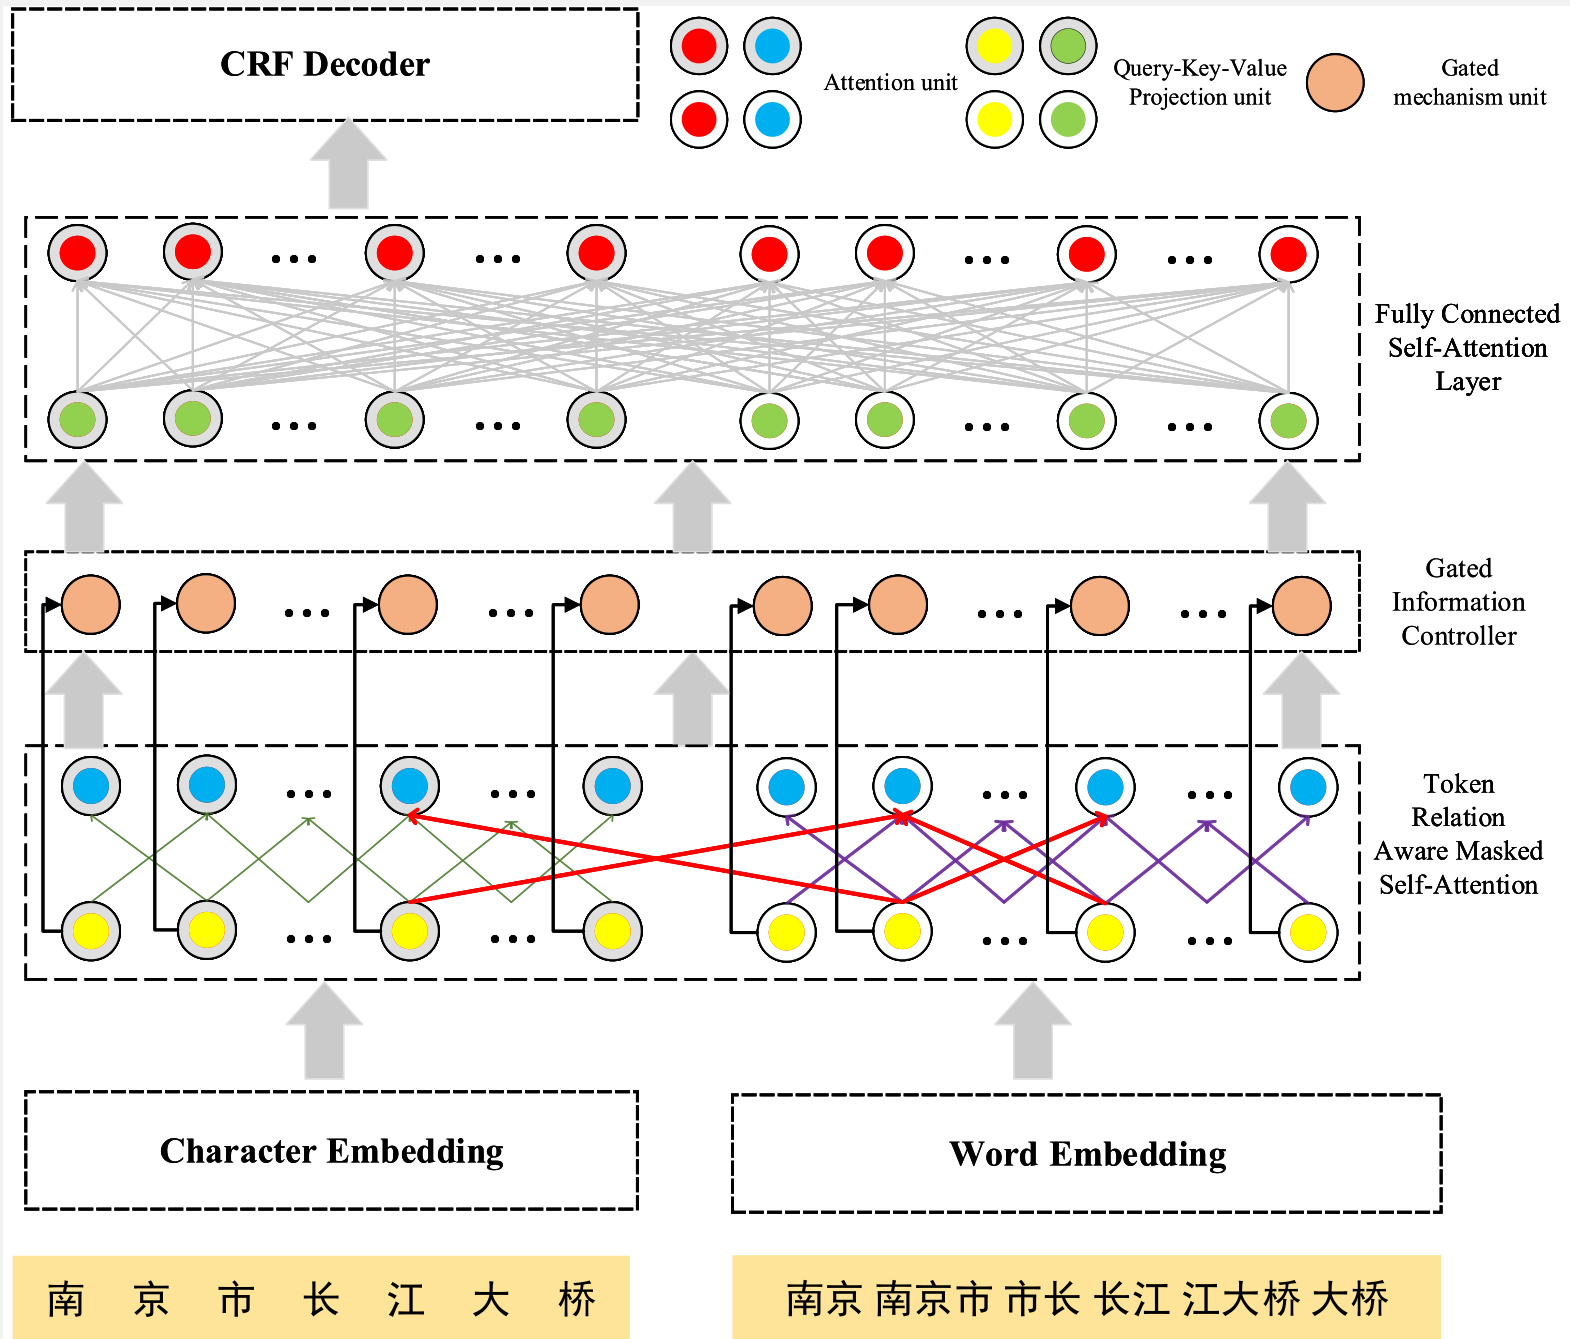 CRF Decoder
Attention unit
Query-Key-Value
Projection unit
Gated
mechanism unit
Fully Connected
Self-Attention
Layer
Gated
Information
Controller
Token
Relation
Aware Masked
Self-Attention
Character Embedding
Word Embedding
南 京 市 长 江 大 桥
南京 南京市 市长 长江 江大桥 大桥